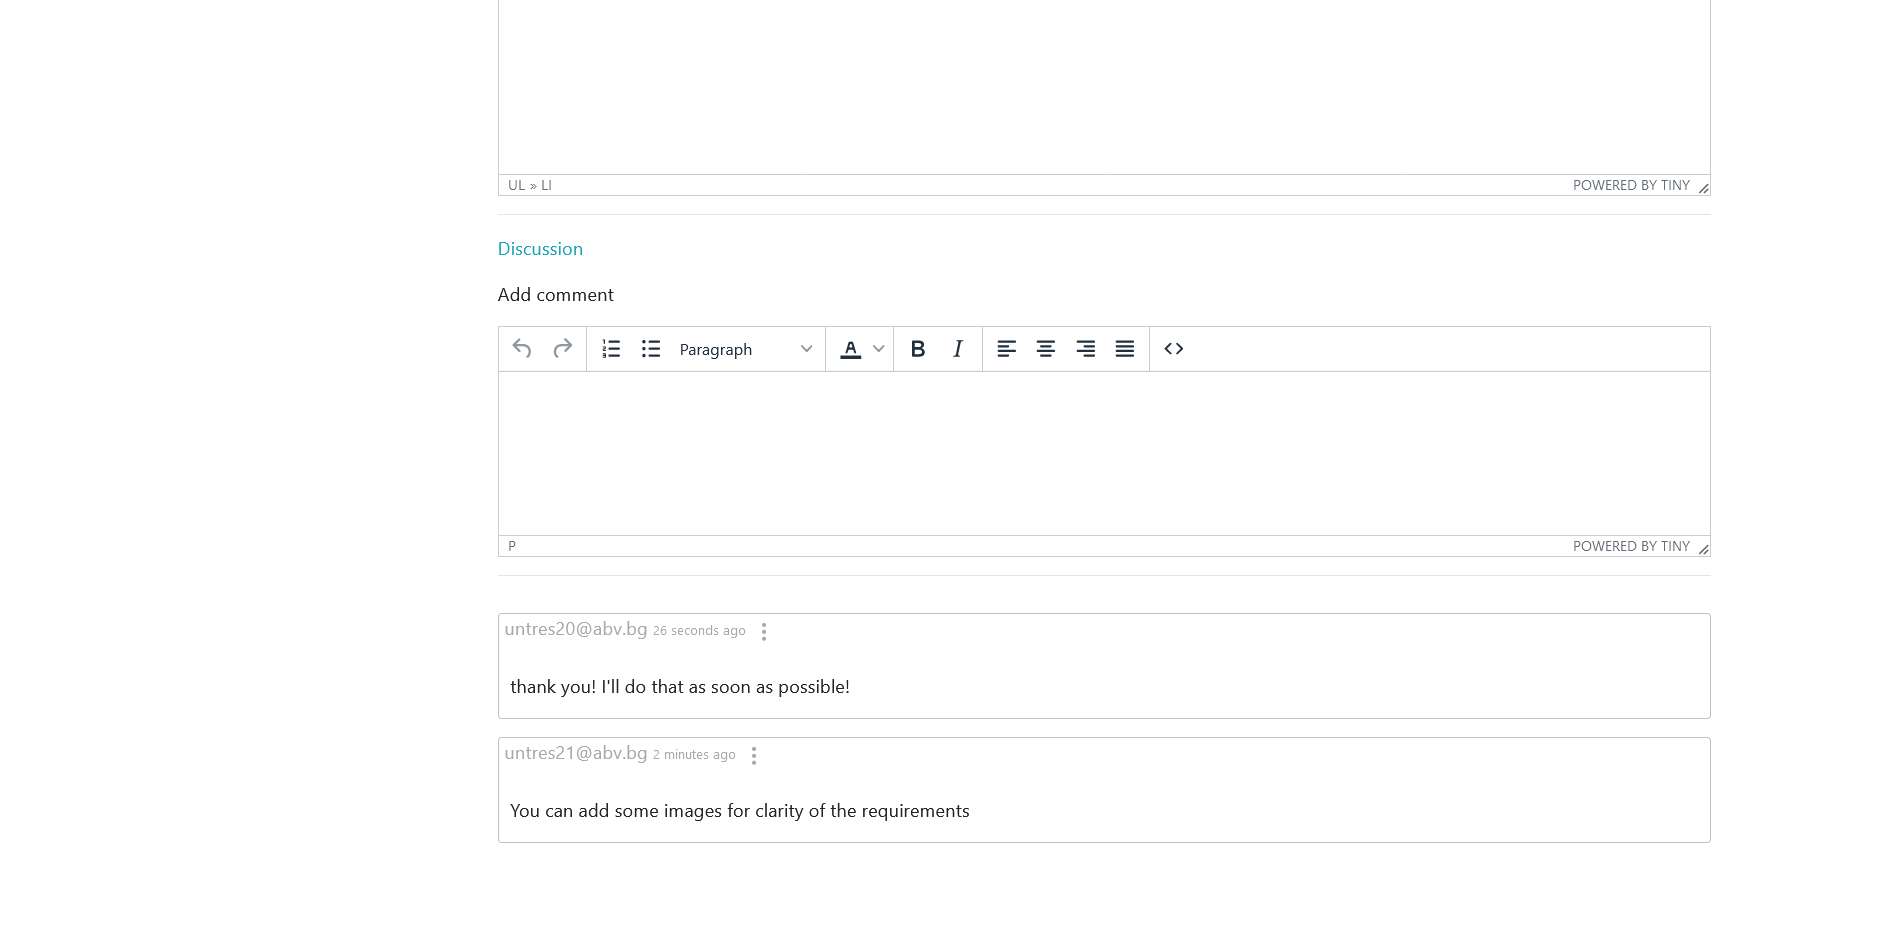 UL » LI POWERED BY TINY
Discussion
Add comment
Paragraph A B I
P POWERED BY TINY
untres20@abv.bg 26 seconds ago
thank you! I'll do that as soon as possible!
untres21@abv.bg 2 minutes ago
You can add some images for clarity of the requirements